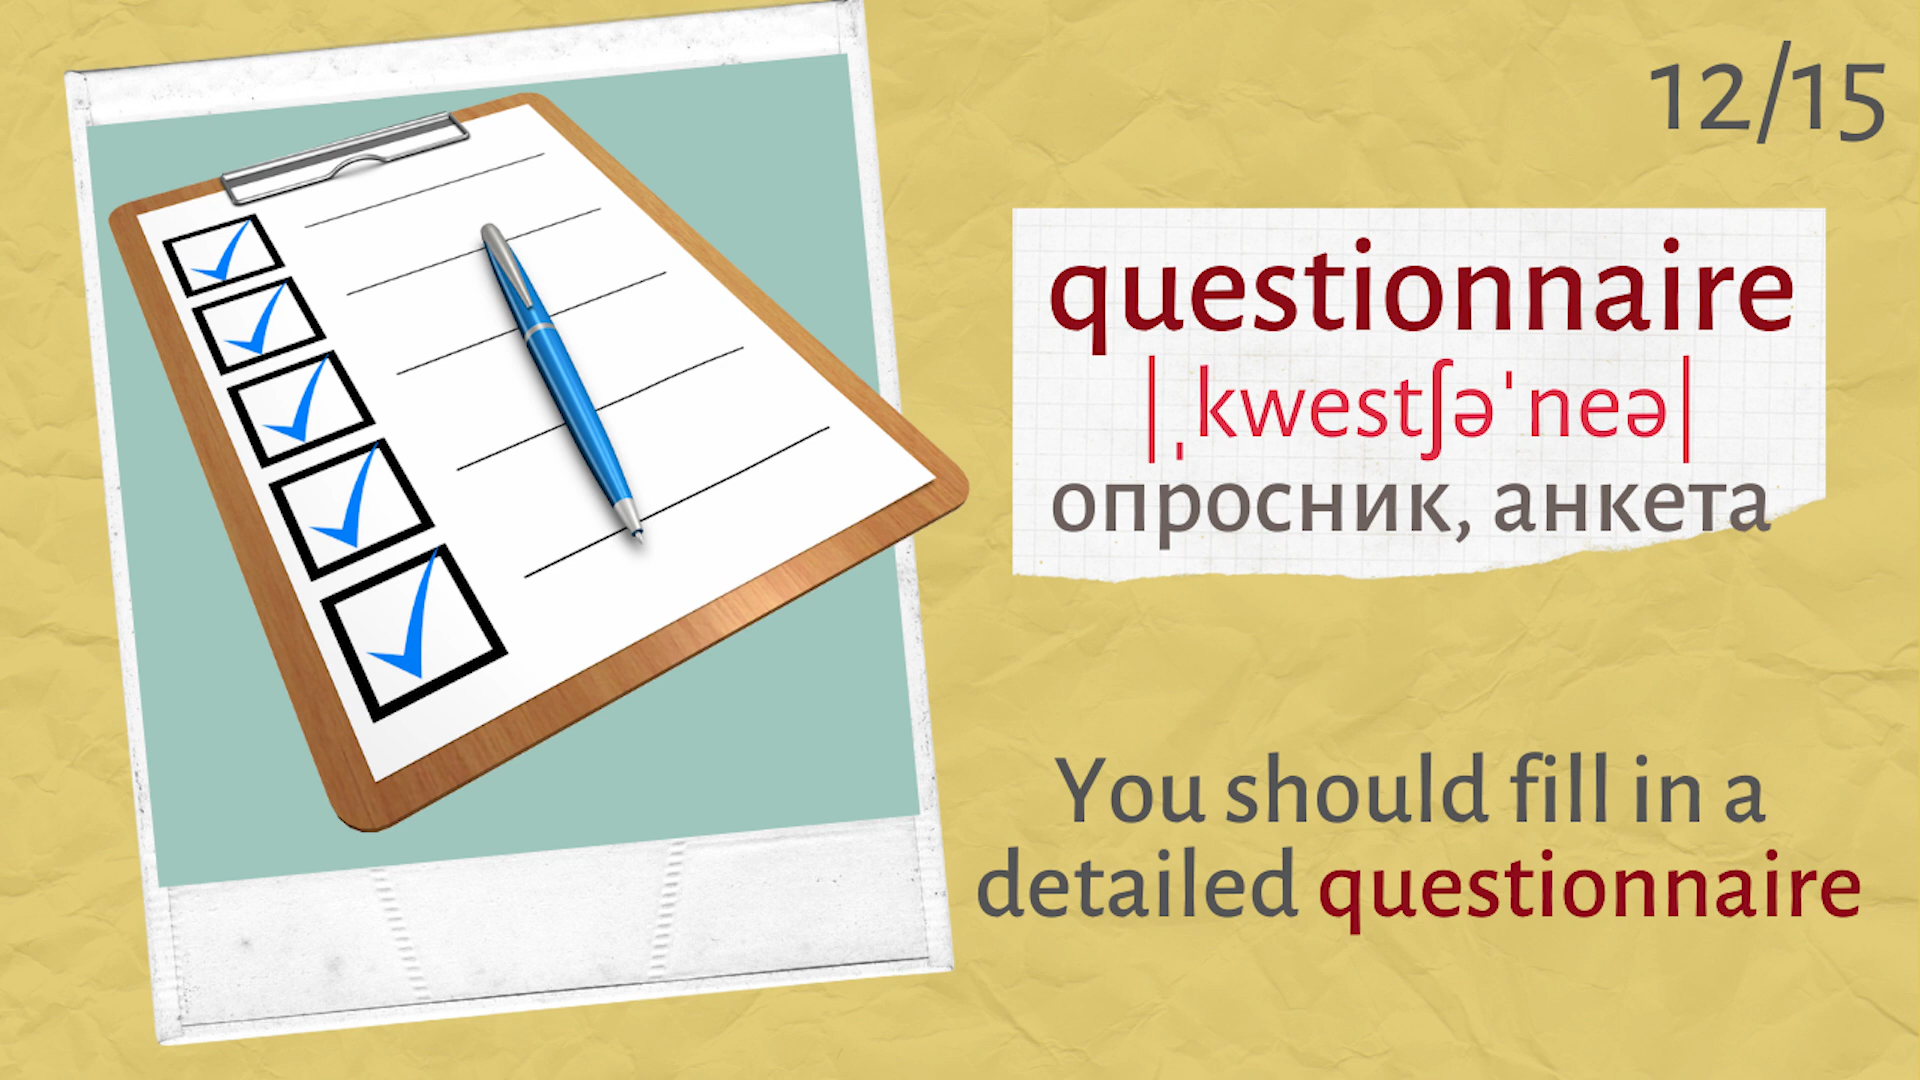 12/15
questionnaire
|ˌkwestʃəˈneə|
опросник, анкета
You should fill in a
detailed questionnaire